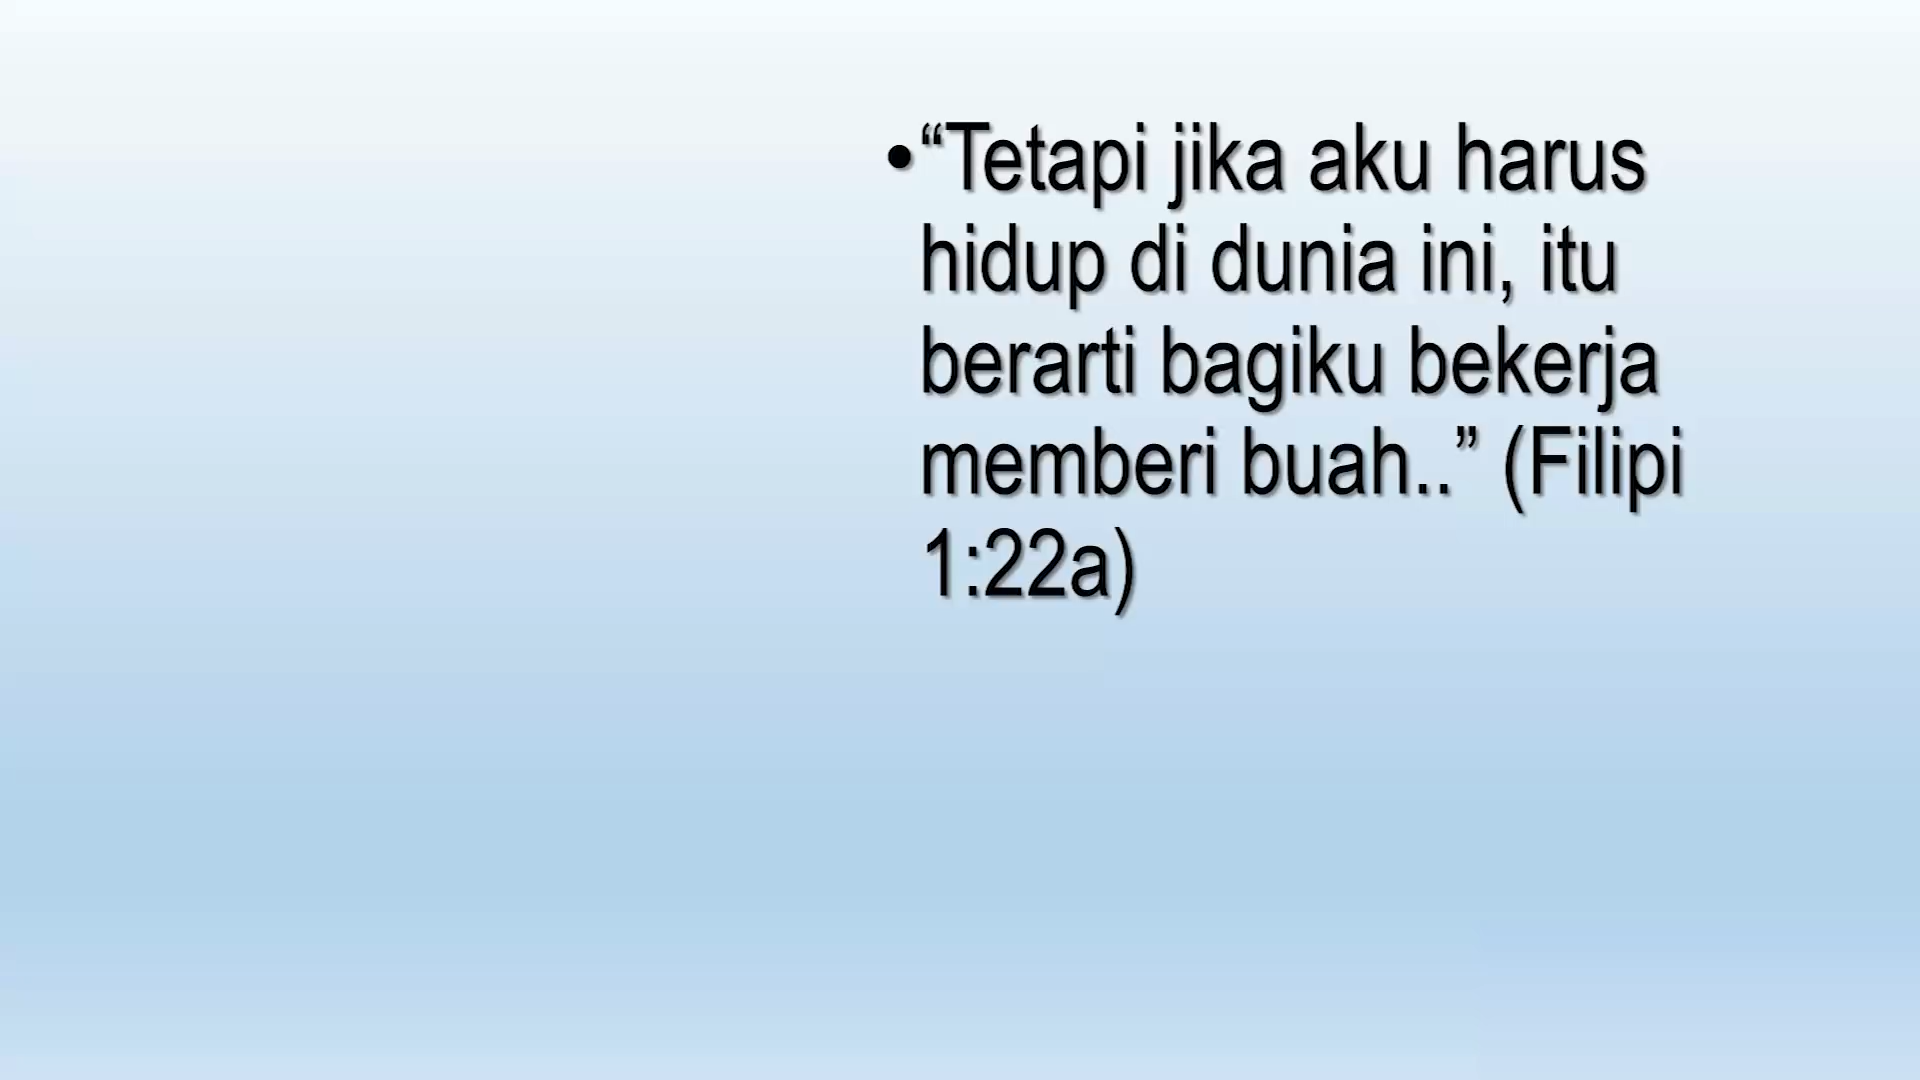 •“Tetapi jika aku harus
hidup di dunia ini, itu
berarti bagiku bekerja
memberi buah..” (Filipi
1:22a)